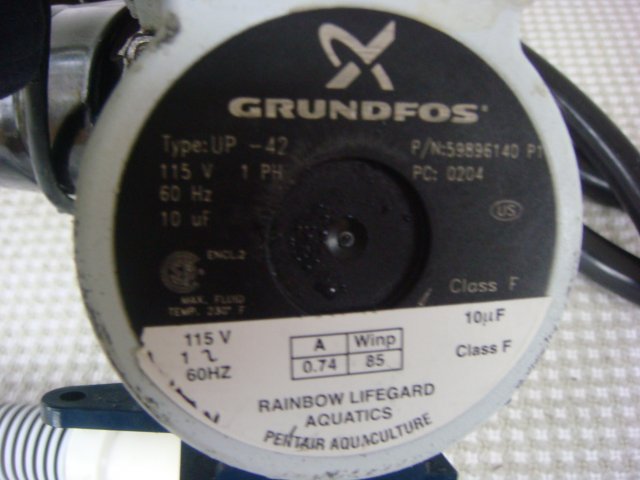 GRUNDFOS
Type: UP -42
P/N:59896140 P1
115 V 1 PH
PC: 0204
60 Hz
10 uF
US
ENCL.2
Class F
MAX. FLUID
TEMP. 230° F
115 V
1 ~
60HZ
A Winp
0.74 85
10µF
Class F
RAINBOW LIFEGARD
AQUATICS
PENTAIR AQUACULTURE